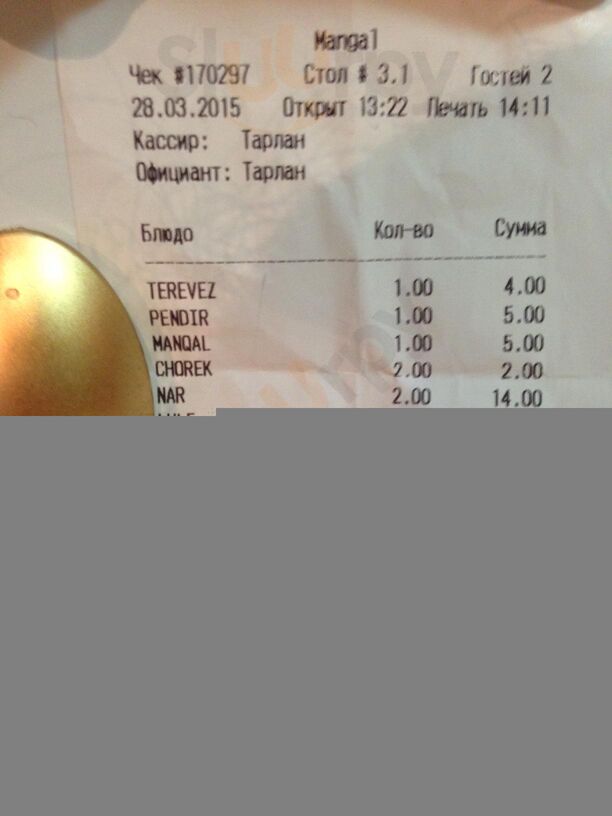 Mangal
Чек #170297 Стол # 3.1 Гостей 2
28.03.2015 Открыт 13:22 Печать 14:11
Кассир: Тарлан
Официант: Тарлан
Блюдо Кол-во Сумма
TEREVEZ 1.00 4.00
PENDIR 1.00 5.00
MANQAL 1.00 5.00
CHOREK 2.00 2.00
NAR 2.00 14.00